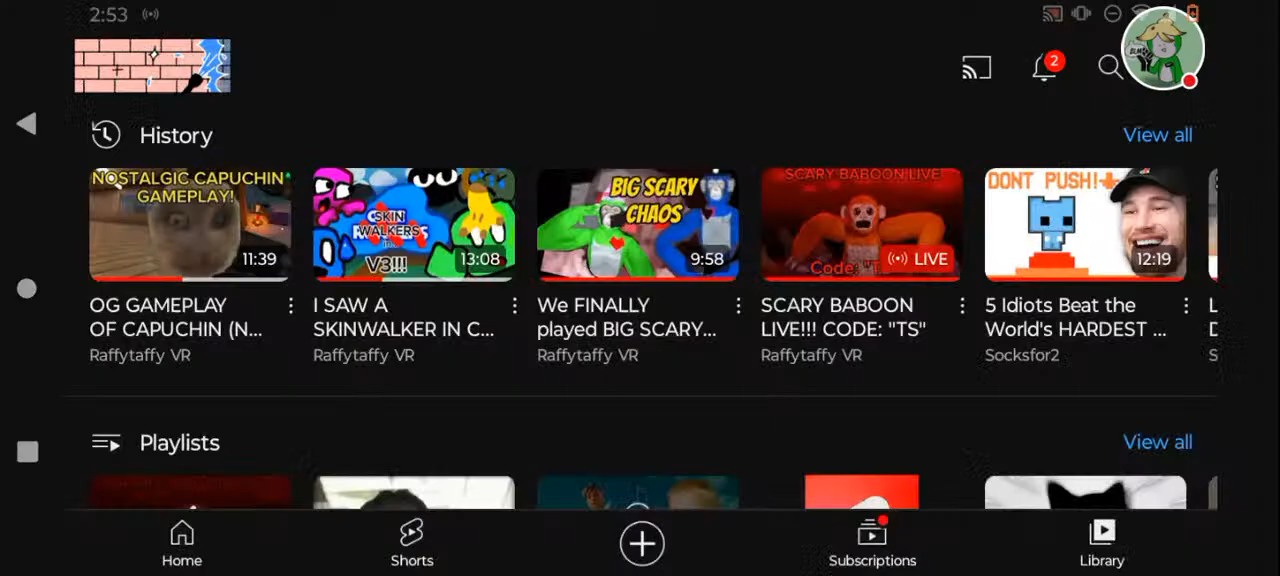 2:53
2
History
View all
NOSTALGIC CAPUCHIN
GAMEPLAY!
11:39
SKIN
WALKERS
in
V3!!!
13:08
BIG SCARY
CHAOS
9:58
SCARY BABOON LIVE
Code: "T
LIVE
DONT PUSH!
12:19
OG GAMEPLAY
OF CAPUCHIN (N...
Raffytaffy VR
I SAW A
SKINWALKER IN C...
Raffytaffy VR
We FINALLY
played BIG SCARY...
Raffytaffy VR
SCARY BABOON
LIVE!!! CODE: "TS"
Raffytaffy VR
5 Idiots Beat the
World's HARDEST ...
Socksfor2
L
D
S
Playlists
View all
Home
Shorts
Subscriptions
Library